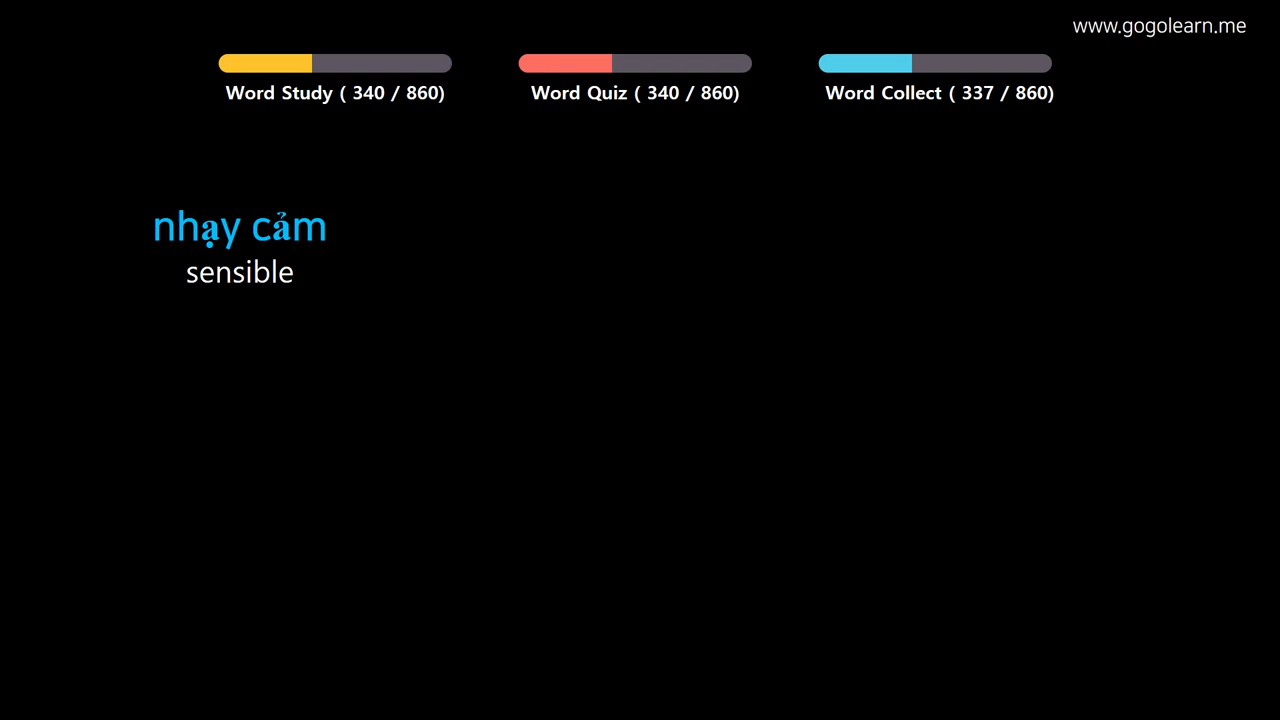 www.gogolearn.me
Word Study ( 340 / 860)
Word Quiz ( 340 / 860)
Word Collect ( 337 / 860)
nhạy cảm
sensible